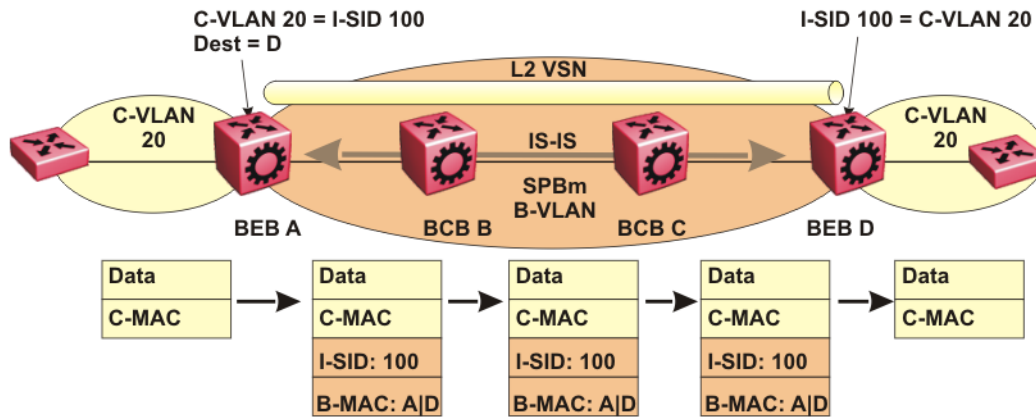 C-VLAN 20 = I-SID 100
Dest = D
I-SID 100 = C-VLAN 20
L2 VSN
C-VLAN
20
IS-IS
C-VLAN
20
SPBm
B-VLAN
BEB A
BCB B
BCB C
BEB D
Data
C-MAC
Data
C-MAC
I-SID: 100
B-MAC: A|D
Data
C-MAC
I-SID: 100
B-MAC: A|D
Data
C-MAC
I-SID: 100
B-MAC: A|D
Data
C-MAC